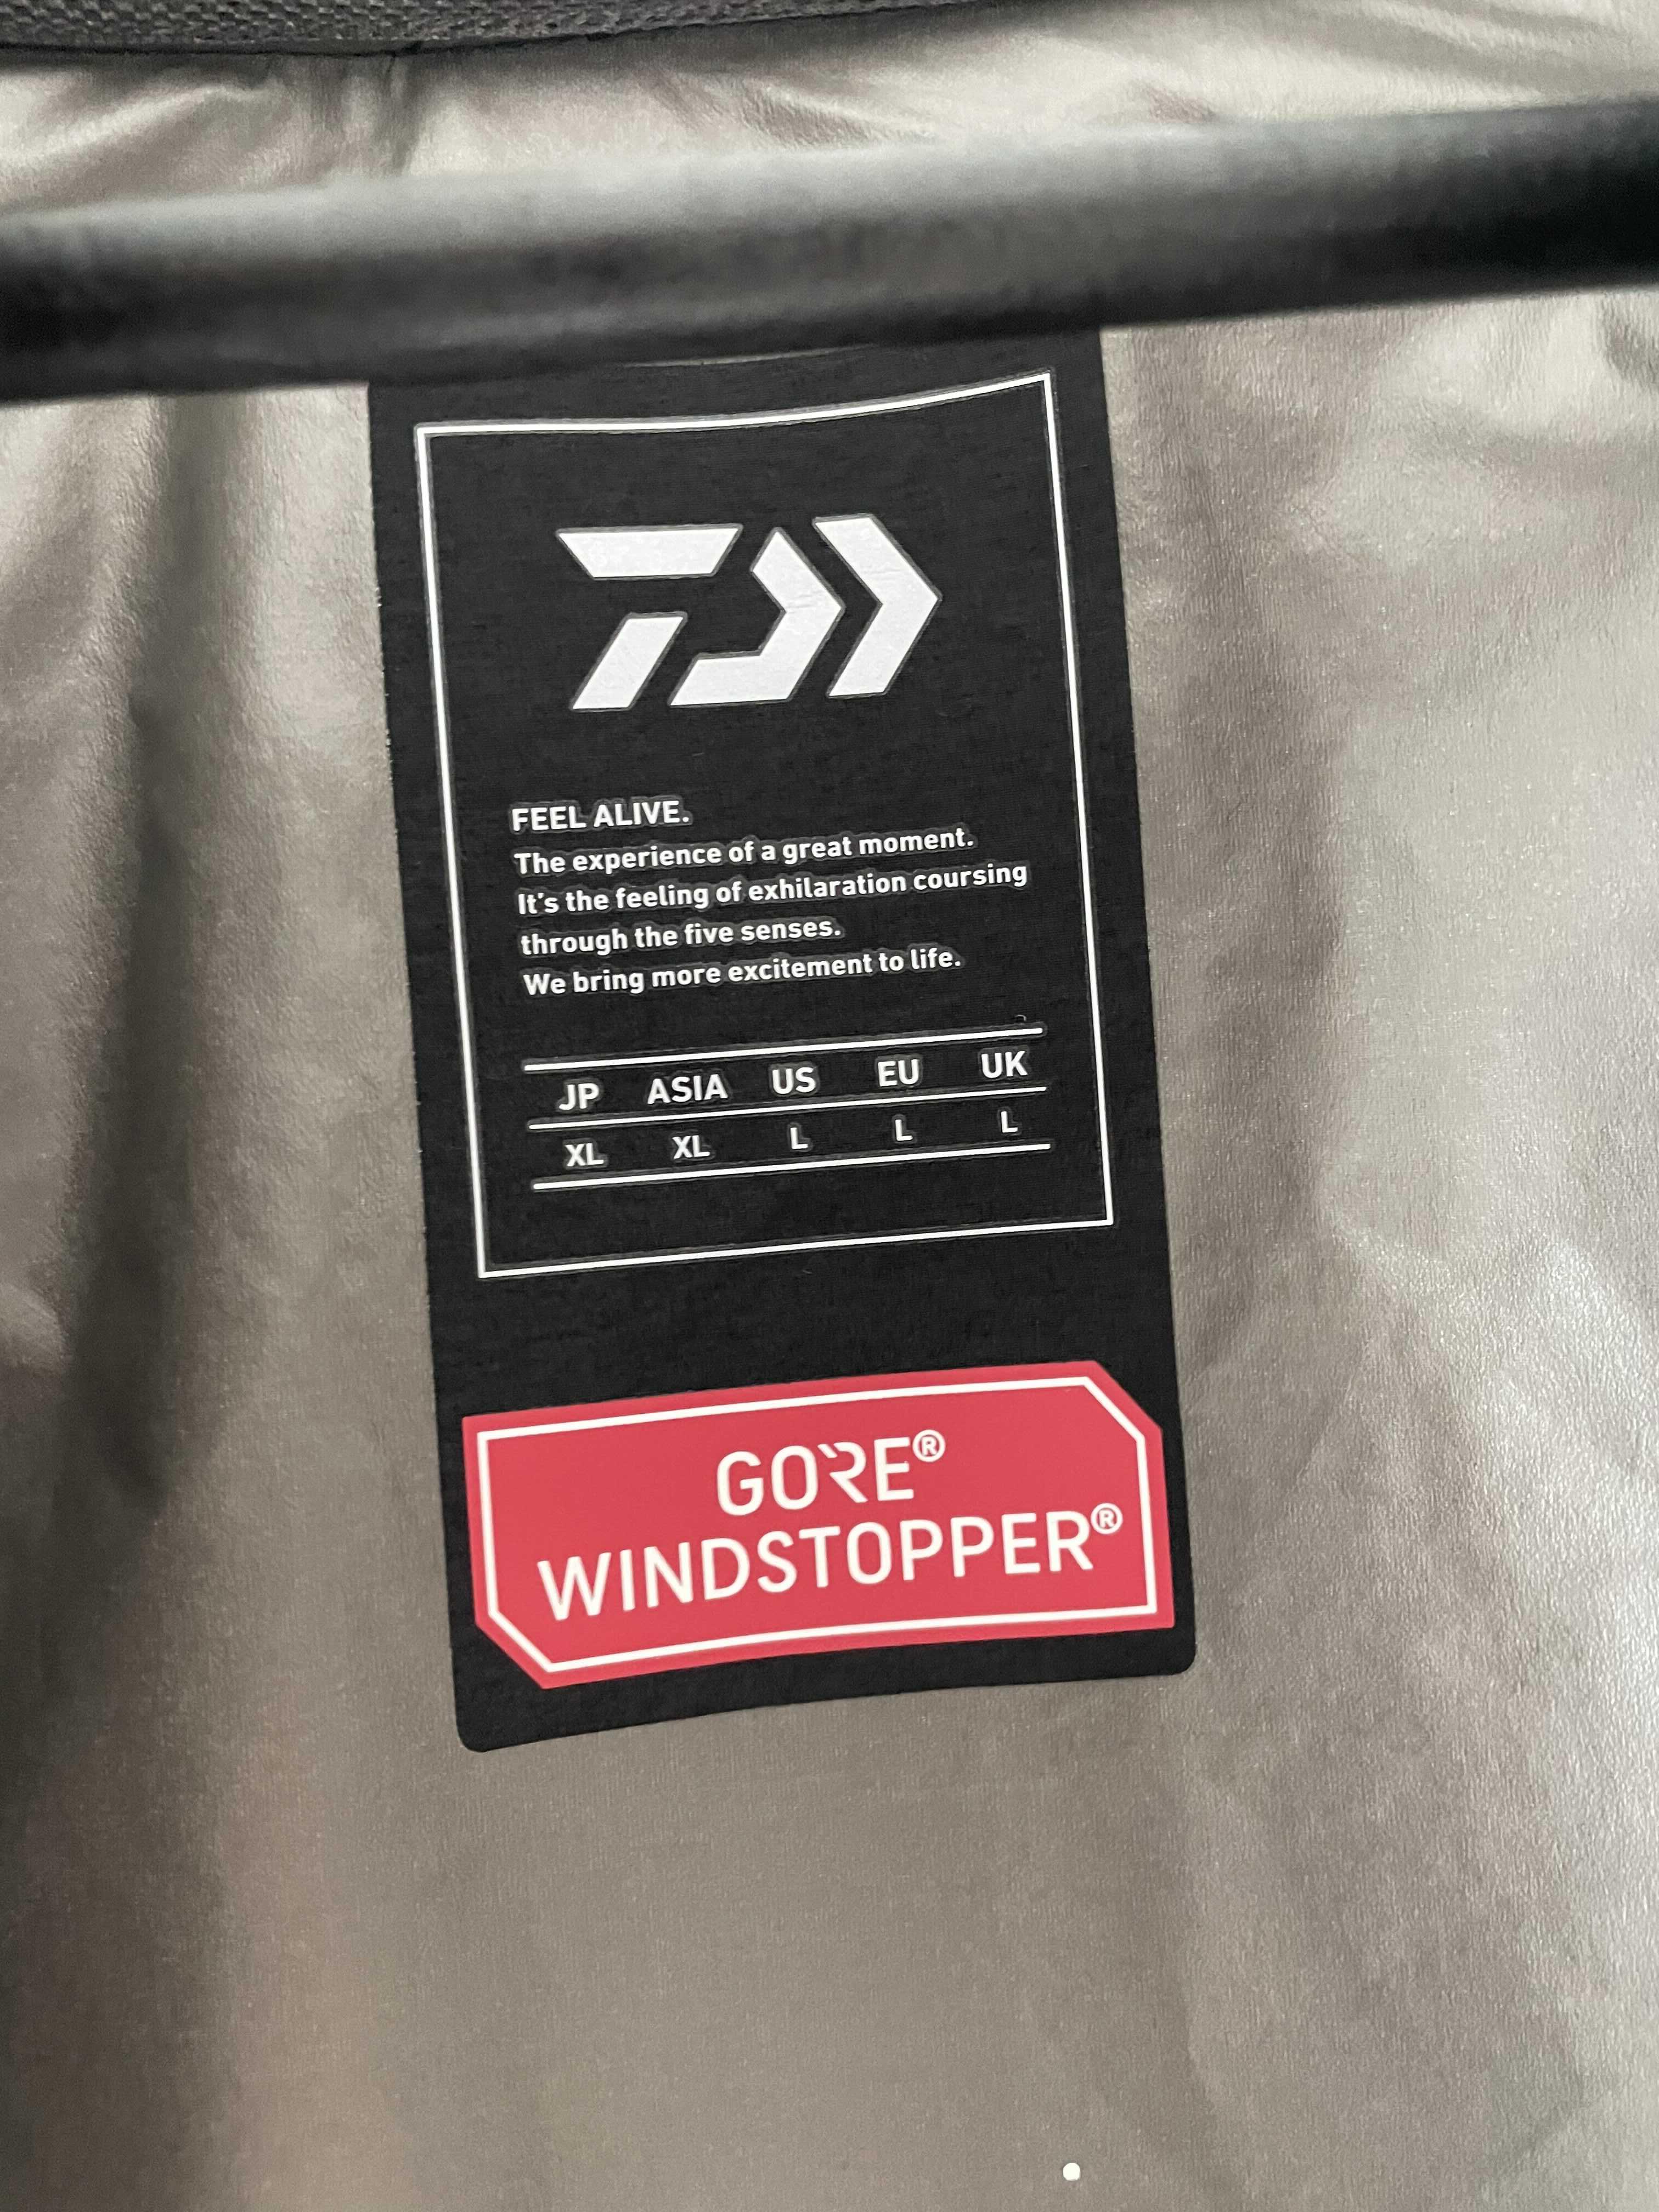 FEEL ALIVE.
The experience of a great moment.
It's the feeling of exhilaration coursing
through the five senses.
We bring more excitement to life.
JP ASIA US EU UK
XL XL L L L
GORE®
WINDSTOPPER®